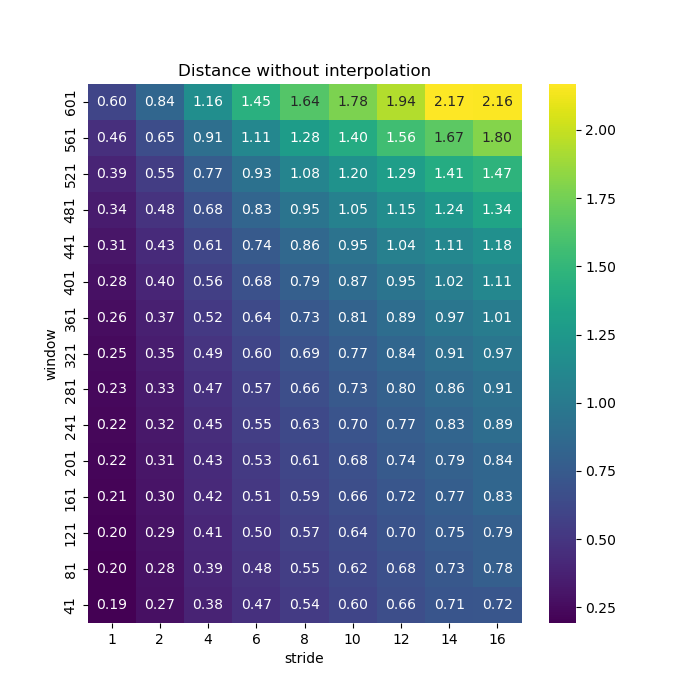 Distance without interpolation
601 0.60 0.84 1.16 1.45 1.64 1.78 1.94 2.17 2.16
561 0.46 0.65 0.91 1.11 1.28 1.40 1.56 1.67 1.80
521 0.39 0.55 0.77 0.93 1.08 1.20 1.29 1.41 1.47
481 0.34 0.48 0.68 0.83 0.95 1.05 1.15 1.24 1.34
441 0.31 0.43 0.61 0.74 0.86 0.95 1.04 1.11 1.18
401 0.28 0.40 0.56 0.68 0.79 0.87 0.95 1.02 1.11
361 0.26 0.37 0.52 0.64 0.73 0.81 0.89 0.97 1.01
321 0.25 0.35 0.49 0.60 0.69 0.77 0.84 0.91 0.97
281 0.23 0.33 0.47 0.57 0.66 0.73 0.80 0.86 0.91
241 0.22 0.32 0.45 0.55 0.63 0.70 0.77 0.83 0.89
201 0.22 0.31 0.43 0.53 0.61 0.68 0.74 0.79 0.84
161 0.21 0.30 0.42 0.51 0.59 0.66 0.72 0.77 0.83
121 0.20 0.29 0.41 0.50 0.57 0.64 0.70 0.75 0.79
81 0.20 0.28 0.39 0.48 0.55 0.62 0.68 0.73 0.78
41 0.19 0.27 0.38 0.47 0.54 0.60 0.66 0.71 0.72
1 2 4 6 8 10 12 14 16
stride
window
2.00
1.75
1.50
1.25
1.00
0.75
0.50
0.25